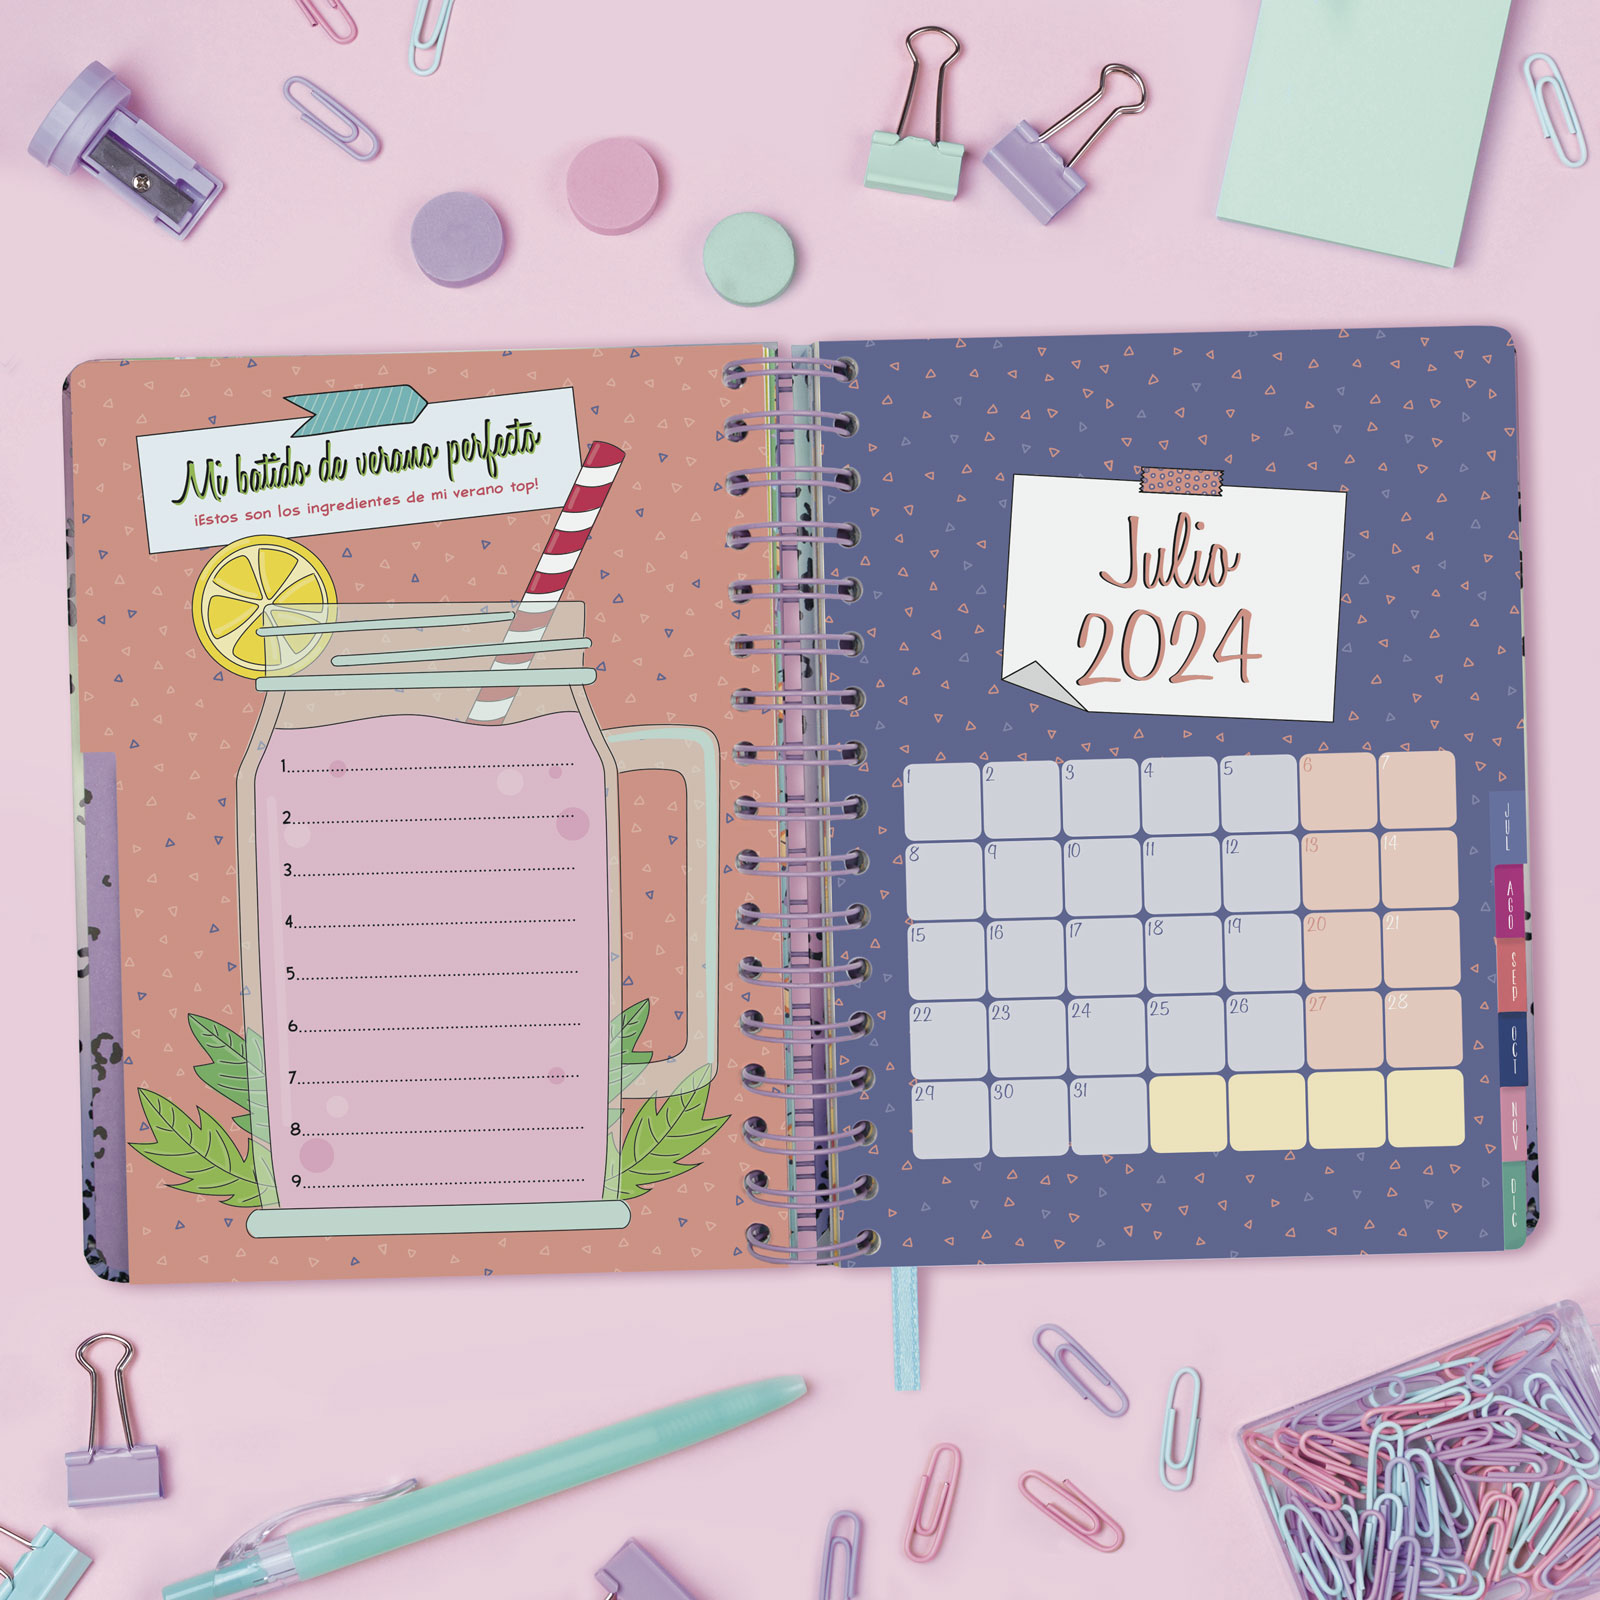 Mi batido de verano perfecto
¡Estos son los ingredientes de mi verano top!
1
2
3
4
5
6
7
8
9
Julio
2024
1 2 3 4 5 6 7
8 9 10 11 12 13 14
15 16 17 18 19 20 21
22 23 24 25 26 27 28
29 30 31
JUL
AGO
SEP
OCT
NOV
DIC